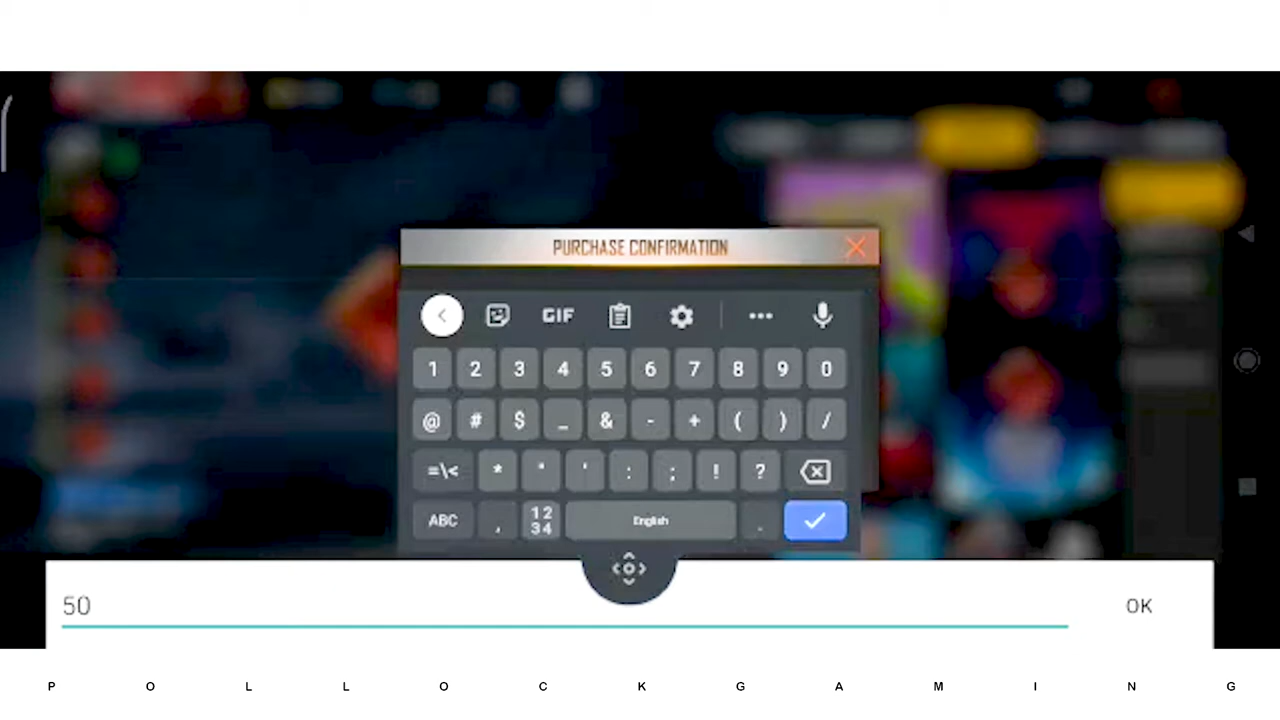 PURCHASE CONFIRMATION
GIF
1 2 3 4 5 6 7 8 9 0
@ # $ _ & - + ( ) /
=\< * " ' : ; ! ?
ABC , 12 34 English .
50 OK
P O L L O C K G A M I N G